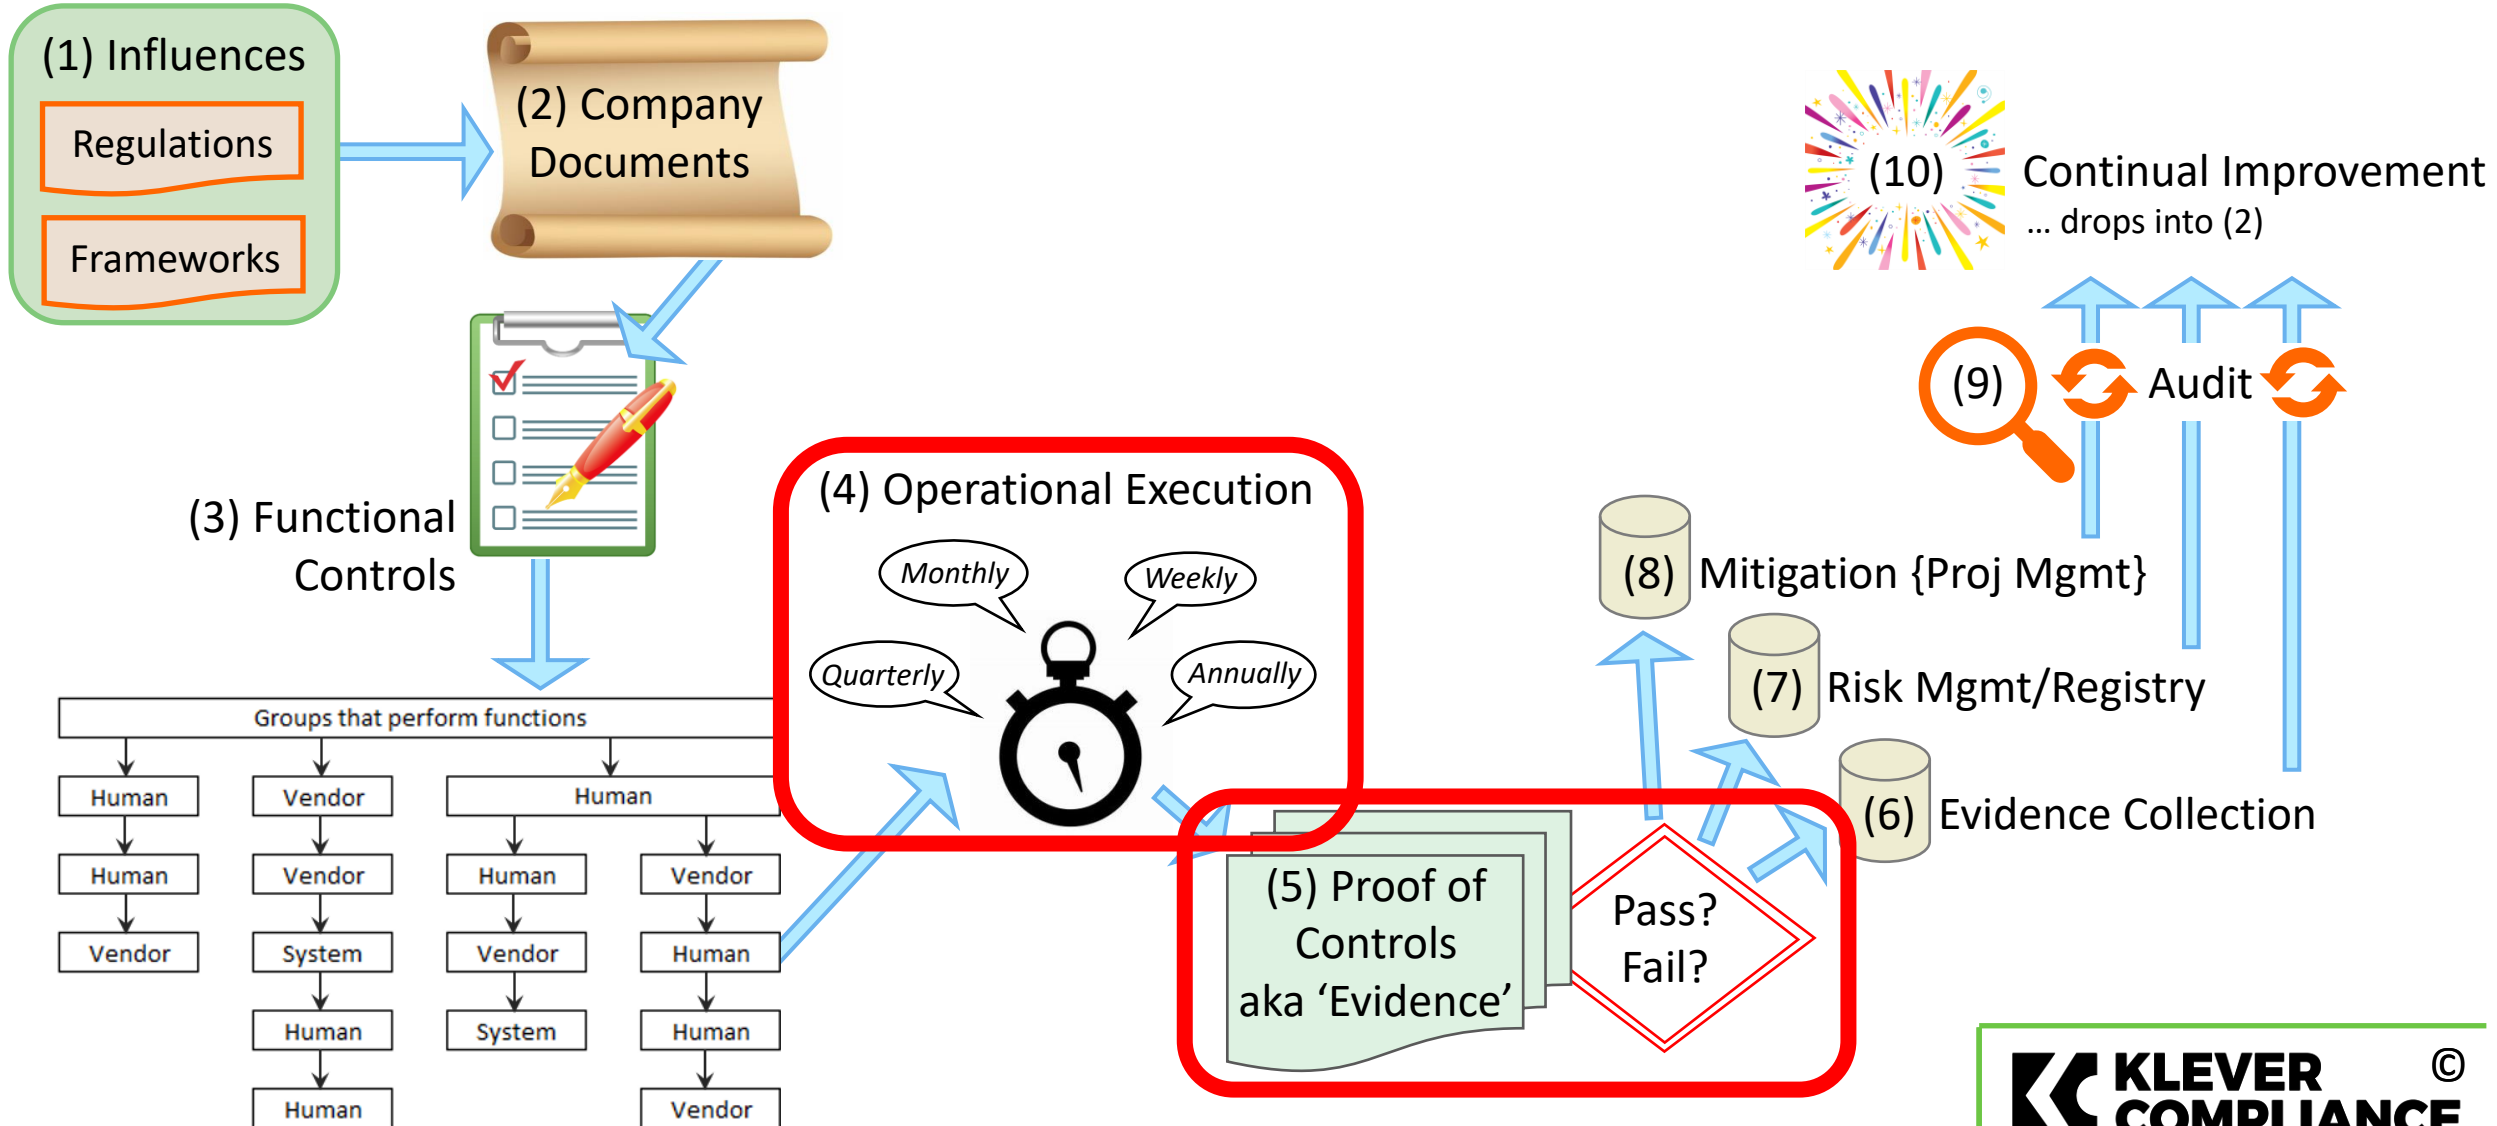 (1) Influences
Regulations
Frameworks
(2) Company
Documents
(3) Functional
Controls
Groups that perform functions
Human
Vendor
Human
Human
Vendor
Human
Vendor
Vendor
System
Vendor
Human
Human
System
Human
Human
Vendor
(4) Operational Execution
Monthly
Weekly
Quarterly
Annually
(5) Proof of
Controls
aka ‘Evidence’
Pass?
Fail?
(6) Evidence Collection
(7) Risk Mgmt/Registry
(8) Mitigation {Proj Mgmt}
(9) Audit
(10) Continual Improvement
... drops into (2)
KLEVER ©
COMPLIANCE